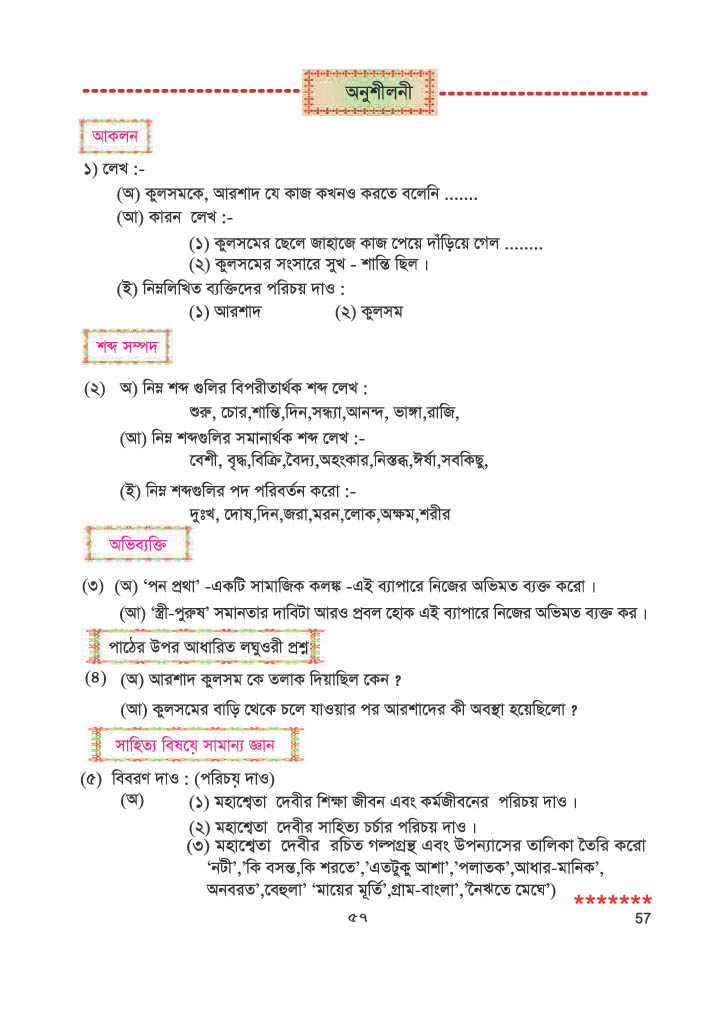 অনুশীলনী
আকলন
১) লেখ :-
(অ) কুলসমকে, আরশাদ যে কাজ কখনও করতে বলেনি .......
(আ) কারন লেখ :-
(১) কুলসমের ছেলে জাহাজে কাজ পেয়ে দাঁড়িয়ে গেল ........
(২) কুলসমের সংসারে সুখ - শান্তি ছিল ।
(ই) নিম্নলিখিত ব্যক্তিদের পরিচয় দাও :
(১) আরশাদ (২) কুলসম
শব্দ সম্পদ
(২) অ) নিম্ন শব্দ গুলির বিপরীতার্থক শব্দ লেখ :
শুরু, চোর,শান্তি,দিন,সন্ধ্যা,আনন্দ, ভাঙ্গা,রাজি,
(আ) নিম্ন শব্দগুলির সমানার্থক শব্দ লেখ :-
বেশী, বৃদ্ধ,বিক্রি,বৈদ্য,অহংকার,নিস্তব্ধ,ঈর্ষা,সবকিছু,
(ই) নিম্ন শব্দগুলির পদ পরিবর্তন করো :-
দুঃখ, দোষ,দিন,জরা,মরন,লোক,অক্ষম,শরীর
অভিব্যক্তি
(৩) (অ) ‘পন প্রথা’ -একটি সামাজিক কলঙ্ক -এই ব্যাপারে নিজের অভিমত ব্যক্ত করো ।
(আ) ‘স্ত্রী-পুরুষ’ সমানতার দাবিটা আরও প্রবল হোক এই ব্যাপারে নিজের অভিমত ব্যক্ত কর ।
পাঠের উপর আধারিত লঘুওরী প্রশ্ন
(৪) (অ) আরশাদ কুলসম কে তলাক দিয়াছিল কেন ?
(আ) কুলসমের বাড়ি থেকে চলে যাওয়ার পর আরশাদের কী অবস্থা হয়েছিলো ?
সাহিত্য বিষয়ে সামান্য জ্ঞান
(৫) বিবরণ দাও : (পরিচয় দাও)
(অ) (১) মহাশ্বেতা দেবীর শিক্ষা জীবন এবং কর্মজীবনের পরিচয় দাও ।
(২) মহাশ্বেতা দেবীর সাহিত্য চর্চার পরিচয় দাও ।
(৩) মহাশ্বেতা দেবীর রচিত গল্পগ্রন্থ এবং উপন্যাসের তালিকা তৈরি করো
‘নটী’,’কি বসন্ত,কি শরতে’,’এতটুকু আশা’,’পলাতক’,আধার-মানিক’,
অনবরত’,বেহুলা’ ‘মায়ের মূর্তি’,গ্রাম-বাংলা’,’নৈঋতে মেঘে’)
*******
৫৭ 57